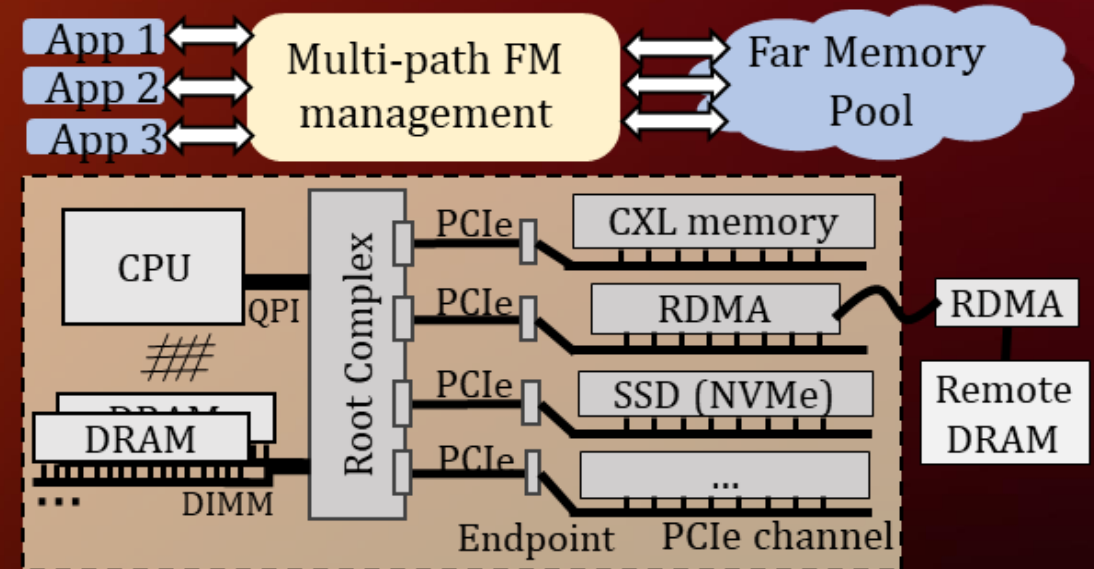 App 1
App 2
App 3
Multi-path FM
management
Far Memory
Pool
CPU
QPI
DRAM
DRAM
DIMM
...
Root Complex
PCIe
PCIe
PCIe
PCIe
Endpoint
CXL memory
RDMA
SSD (NVMe)
...
PCIe channel
RDMA
Remote
DRAM